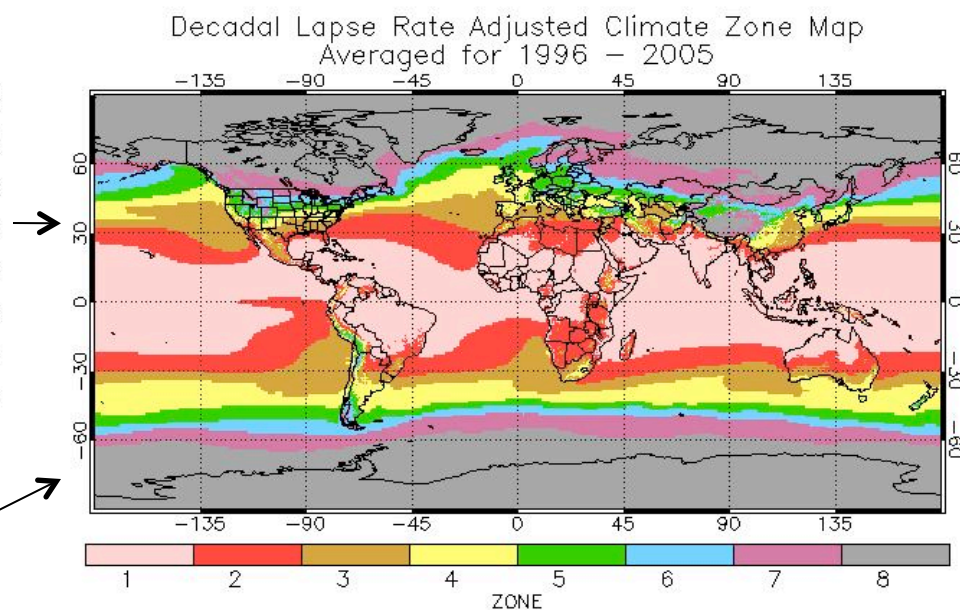 Decadal Lapse Rate Adjusted Climate Zone Map
Averaged for 1996 – 2005
−135 −90 −45 0 45 90 135
60 60
30 30
0 0
−30 −30
−60 −60
−135 −90 −45 0 45 90 135
1 2 3 4 5 6 7 8
ZONE